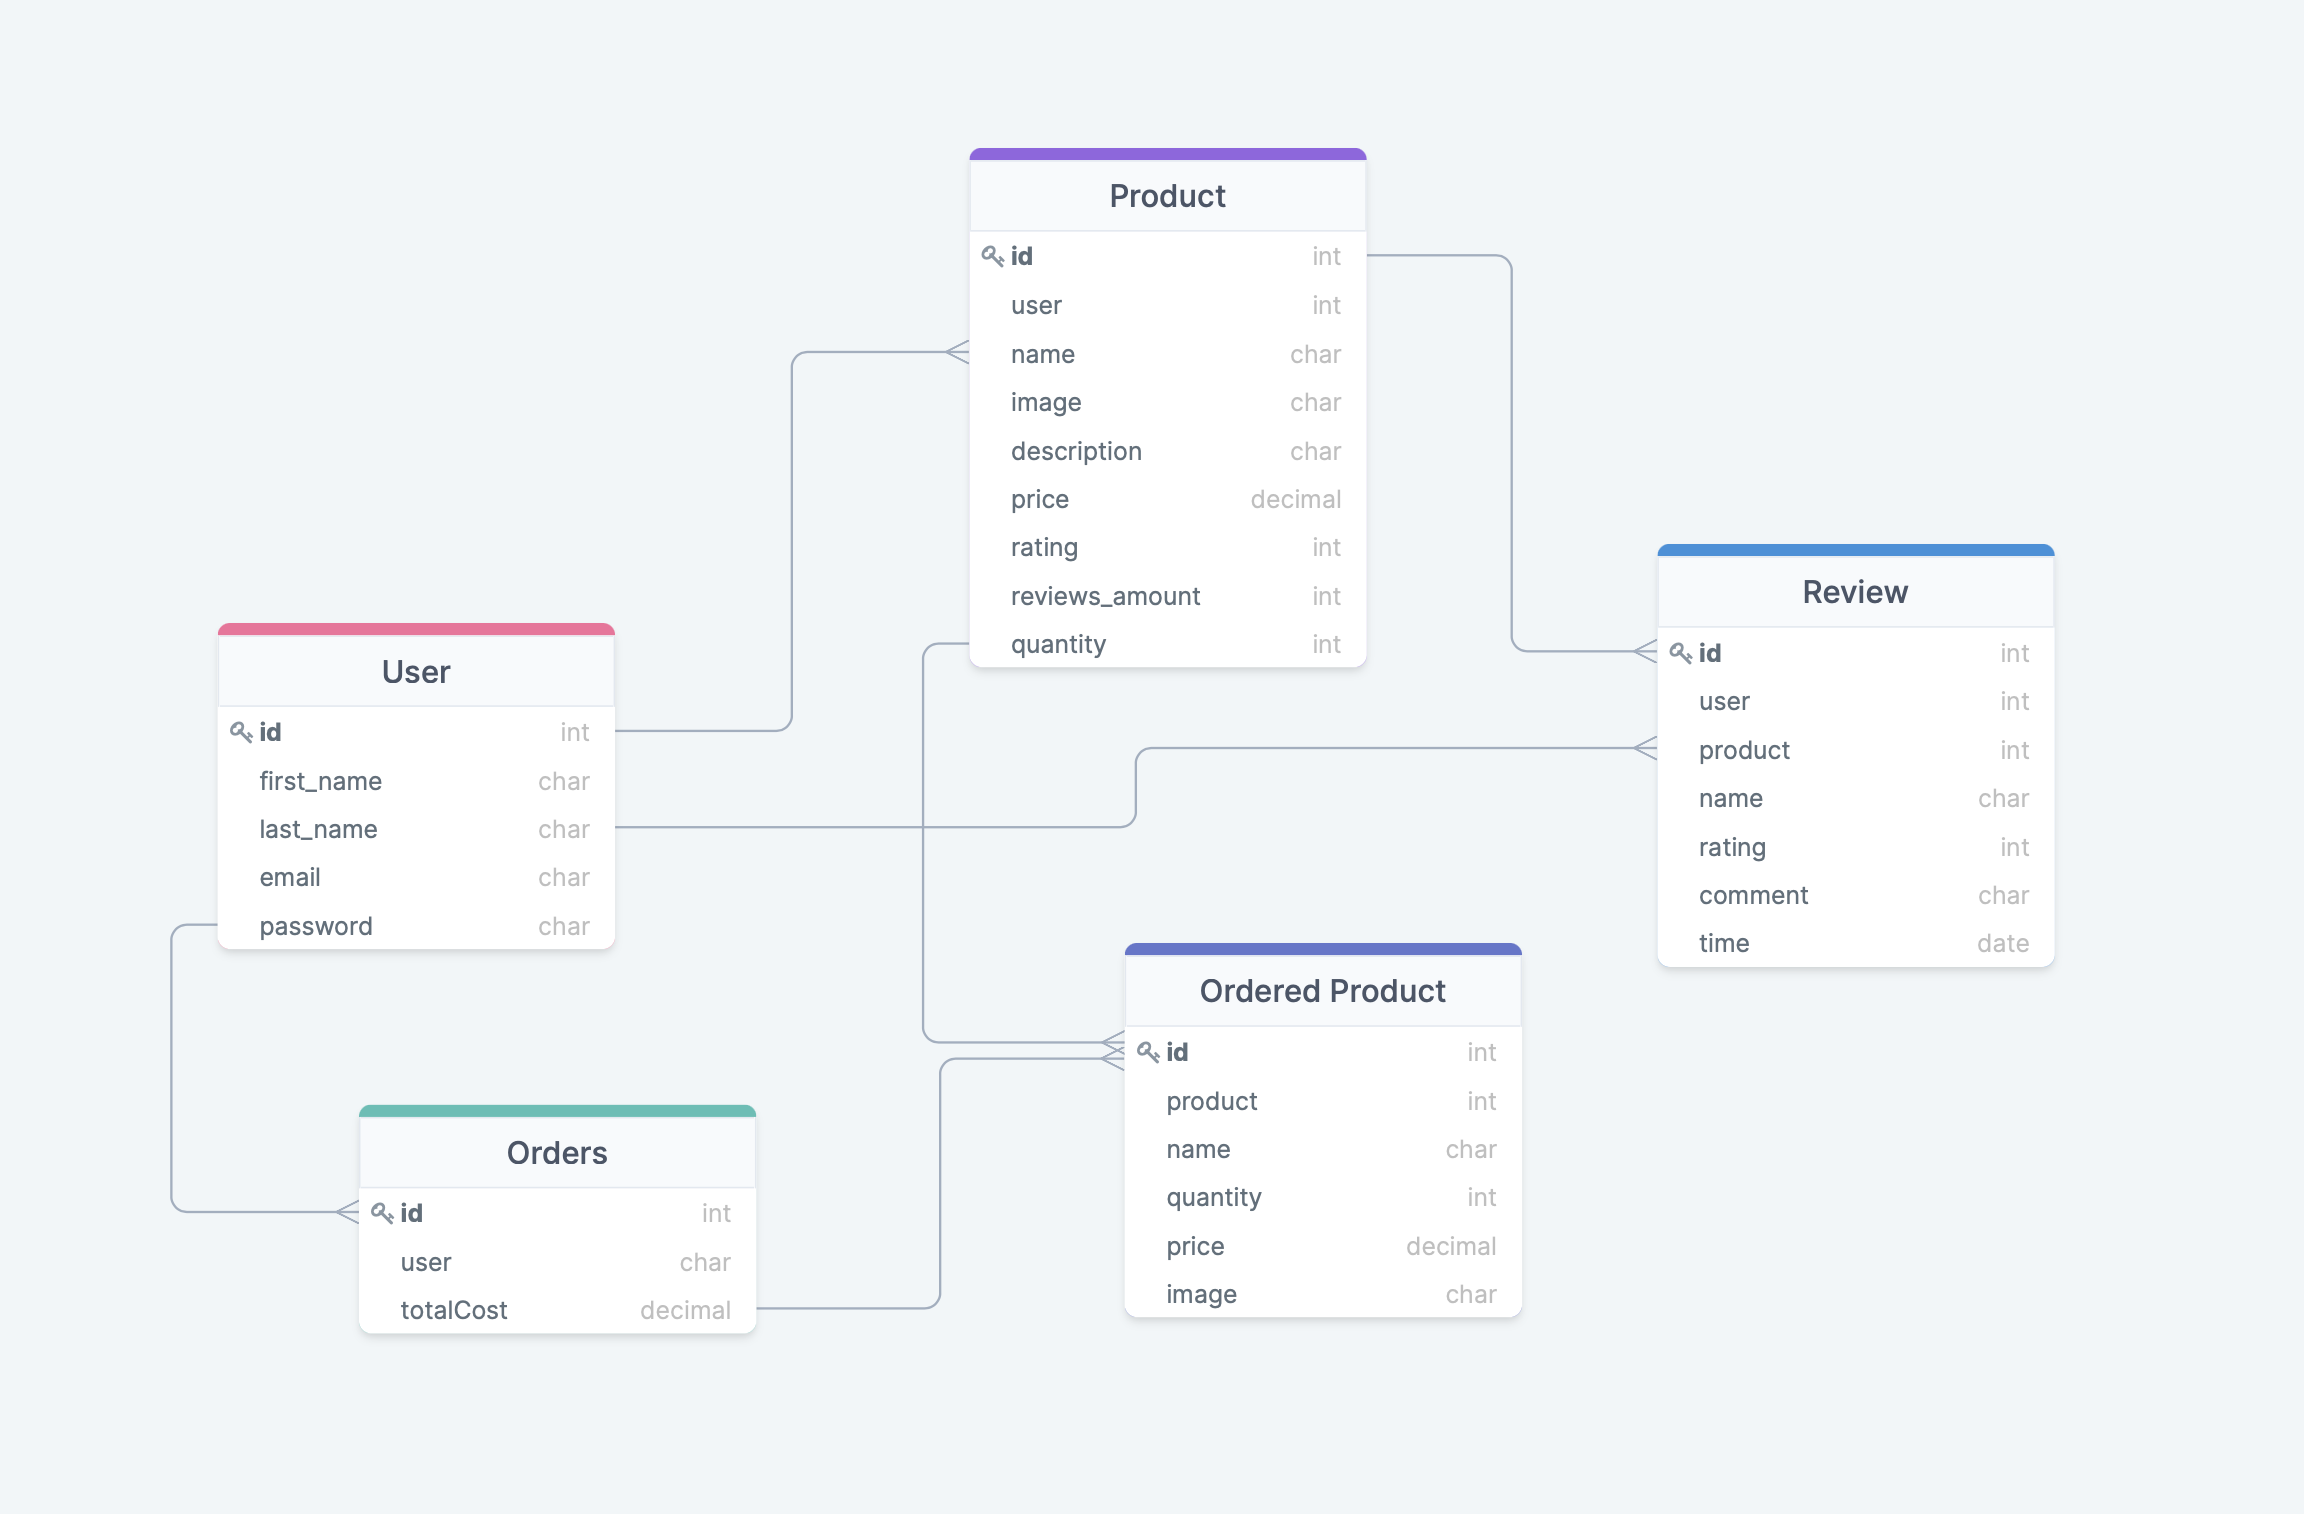 Product
id int
user int
name char
image char
description char
price decimal
rating int
reviews_amount int
quantity int
Review
id int
user int
product int
name char
rating int
comment char
time date
User
id int
first_name char
last_name char
email char
password char
Ordered Product
id int
product int
name char
quantity int
price decimal
image char
Orders
id int
user char
totalCost decimal